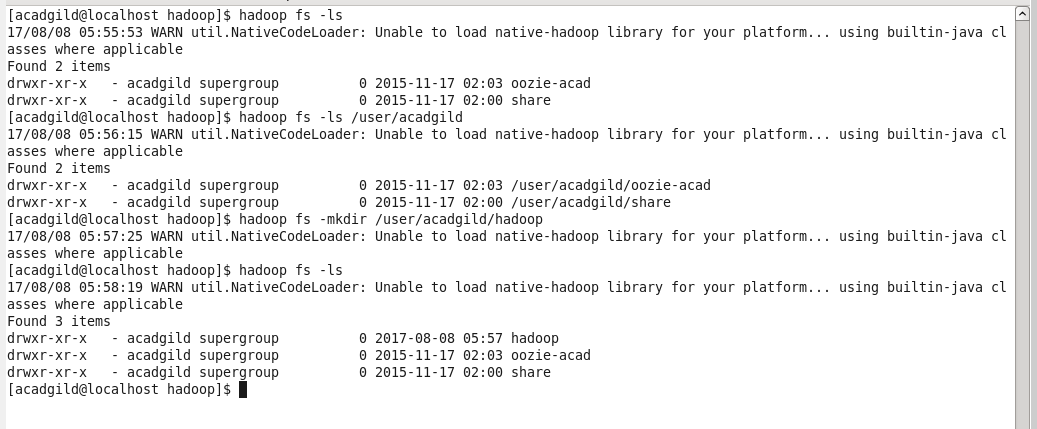 [acadgild@localhost hadoop]$ hadoop fs -ls
17/08/08 05:55:53 WARN util.NativeCodeLoader: Unable to load native-hadoop library for your platform... using builtin-java cl
asses where applicable
Found 2 items
drwxr-xr-x   - acadgild supergroup          0 2015-11-17 02:03 oozie-acad
drwxr-xr-x   - acadgild supergroup          0 2015-11-17 02:00 share
[acadgild@localhost hadoop]$ hadoop fs -ls /user/acadgild
17/08/08 05:56:15 WARN util.NativeCodeLoader: Unable to load native-hadoop library for your platform... using builtin-java cl
asses where applicable
Found 2 items
drwxr-xr-x   - acadgild supergroup          0 2015-11-17 02:03 /user/acadgild/oozie-acad
drwxr-xr-x   - acadgild supergroup          0 2015-11-17 02:00 /user/acadgild/share
[acadgild@localhost hadoop]$ hadoop fs -mkdir /user/acadgild/hadoop
17/08/08 05:57:25 WARN util.NativeCodeLoader: Unable to load native-hadoop library for your platform... using builtin-java cl
asses where applicable
[acadgild@localhost hadoop]$ hadoop fs -ls
17/08/08 05:58:19 WARN util.NativeCodeLoader: Unable to load native-hadoop library for your platform... using builtin-java cl
asses where applicable
Found 3 items
drwxr-xr-x   - acadgild supergroup          0 2017-08-08 05:57 hadoop
drwxr-xr-x   - acadgild supergroup          0 2015-11-17 02:03 oozie-acad
drwxr-xr-x   - acadgild supergroup          0 2015-11-17 02:00 share
[acadgild@localhost hadoop]$